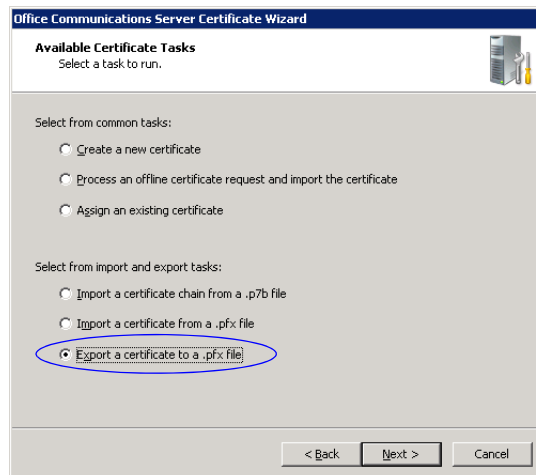 Office Communications Server Certificate Wizard
Available Certificate Tasks
Select a task to run.
Select from common tasks:
Create a new certificate
Process an offline certificate request and import the certificate
Assign an existing certificate
Select from import and export tasks:
Import a certificate chain from a .p7b file
Import a certificate from a .pfx file
Export a certificate to a .pfx file
< Back Next > Cancel